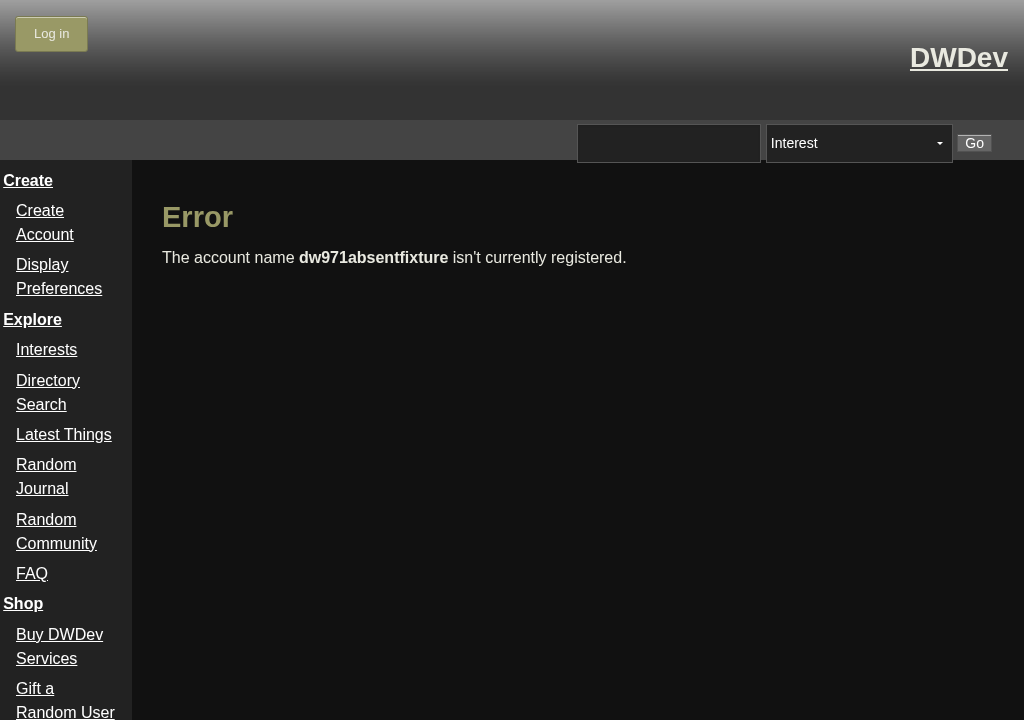 Log in
DWDev
Interest
Go
Create
Create
Account
Display
Preferences
Explore
Interests
Directory
Search
Latest Things
Random
Journal
Random
Community
FAQ
Shop
Buy DWDev
Services
Gift a
Random User
Error
The account name dw971absentfixture isn't currently registered.